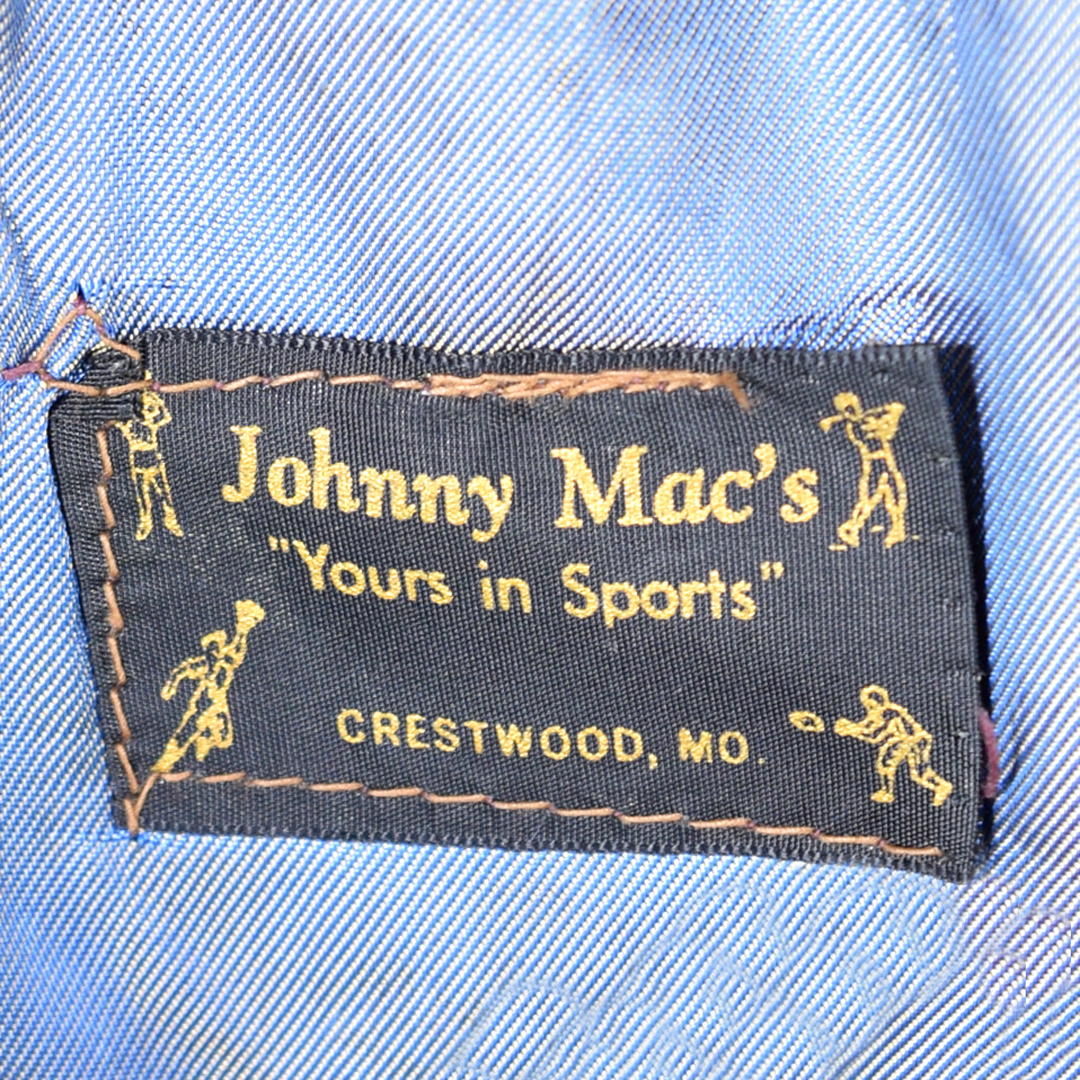 Johnny Mac's
"Yours in Sports"
CRESTWOOD, MO.